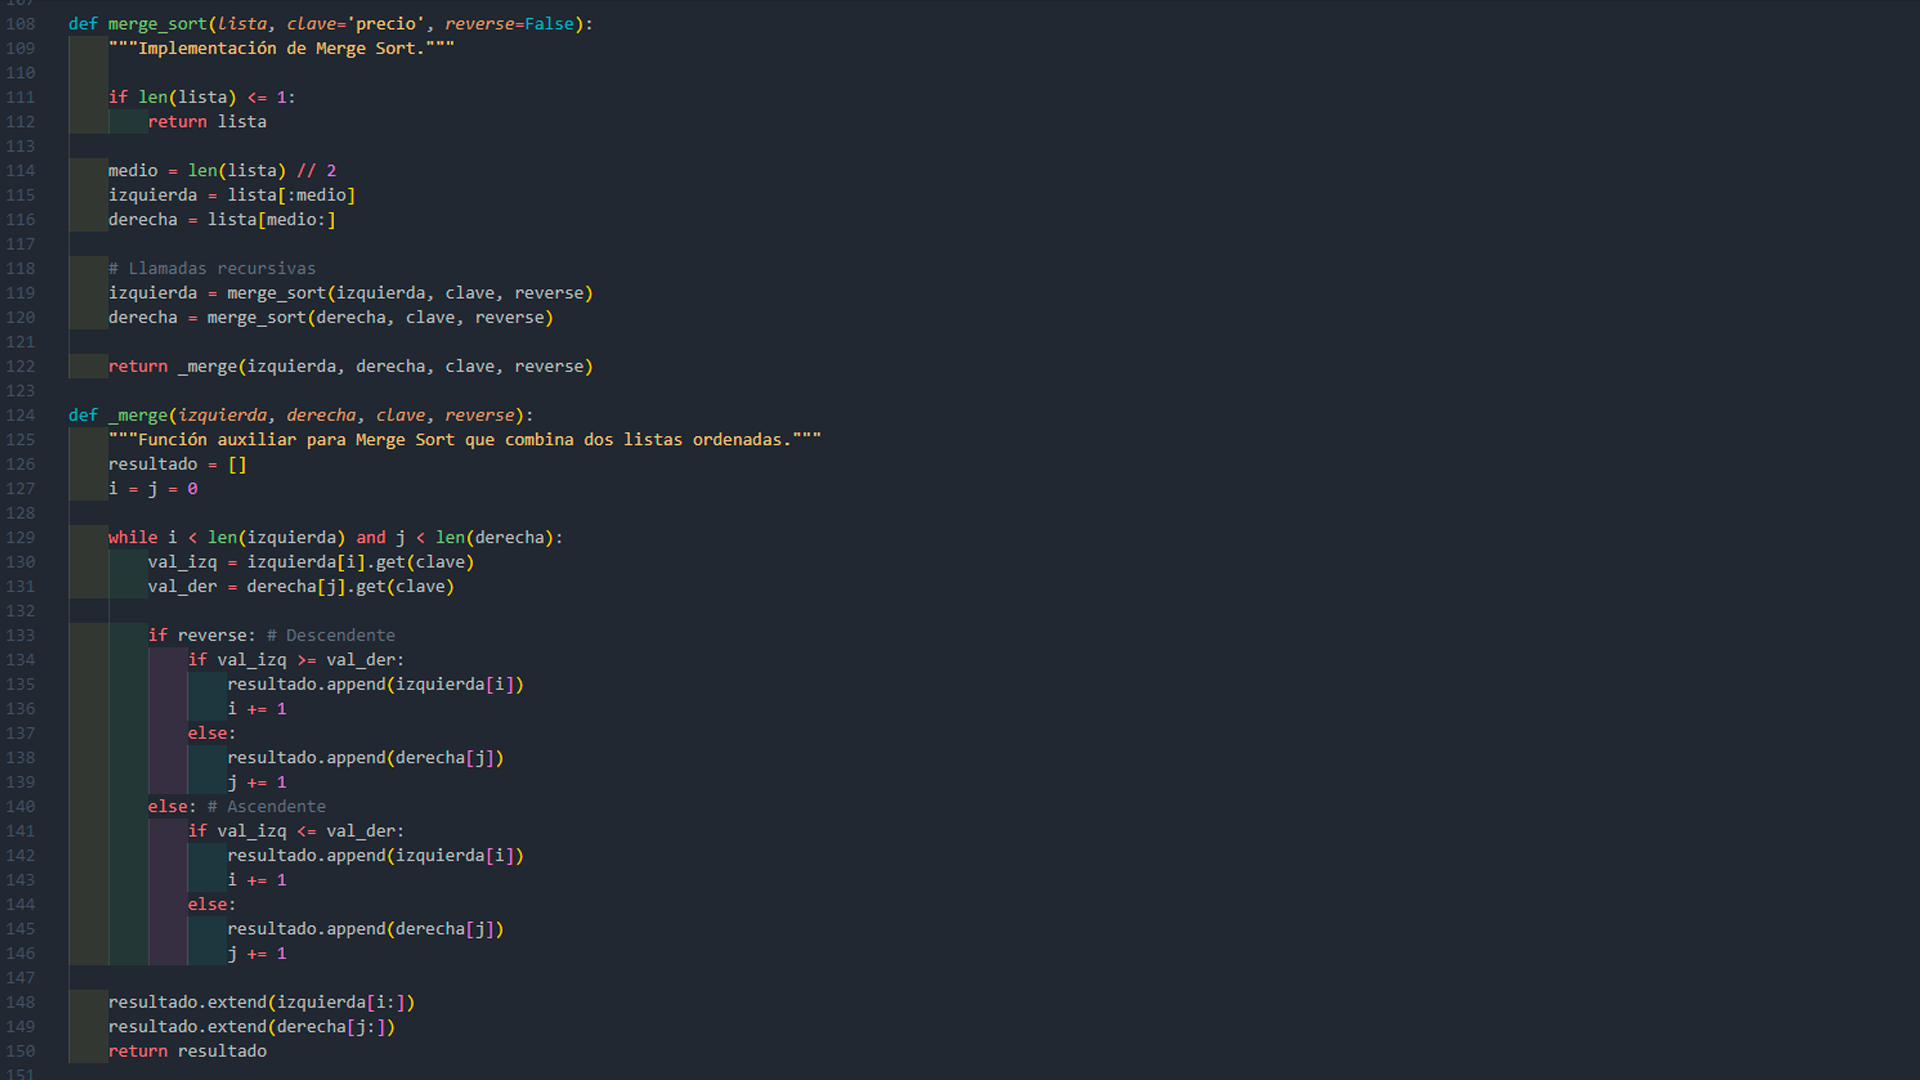 107
108 def merge_sort(lista, clave='precio', reverse=False):
109     """Implementación de Merge Sort."""
110
111     if len(lista) <= 1:
112         return lista
113
114     medio = len(lista) // 2
115     izquierda = lista[:medio]
116     derecha = lista[medio:]
117
118     # Llamadas recursivas
119     izquierda = merge_sort(izquierda, clave, reverse)
120     derecha = merge_sort(derecha, clave, reverse)
121
122     return _merge(izquierda, derecha, clave, reverse)
123
124 def _merge(izquierda, derecha, clave, reverse):
125     """Función auxiliar para Merge Sort que combina dos listas ordenadas."""
126     resultado = []
127     i = j = 0
128
129     while i < len(izquierda) and j < len(derecha):
130         val_izq = izquierda[i].get(clave)
131         val_der = derecha[j].get(clave)
132
133         if reverse: # Descendente
134             if val_izq >= val_der:
135                 resultado.append(izquierda[i])
136                 i += 1
137             else:
138                 resultado.append(derecha[j])
139                 j += 1
140         else: # Ascendente
141             if val_izq <= val_der:
142                 resultado.append(izquierda[i])
143                 i += 1
144             else:
145                 resultado.append(derecha[j])
146                 j += 1
147
148     resultado.extend(izquierda[i:])
149     resultado.extend(derecha[j:])
150     return resultado
151